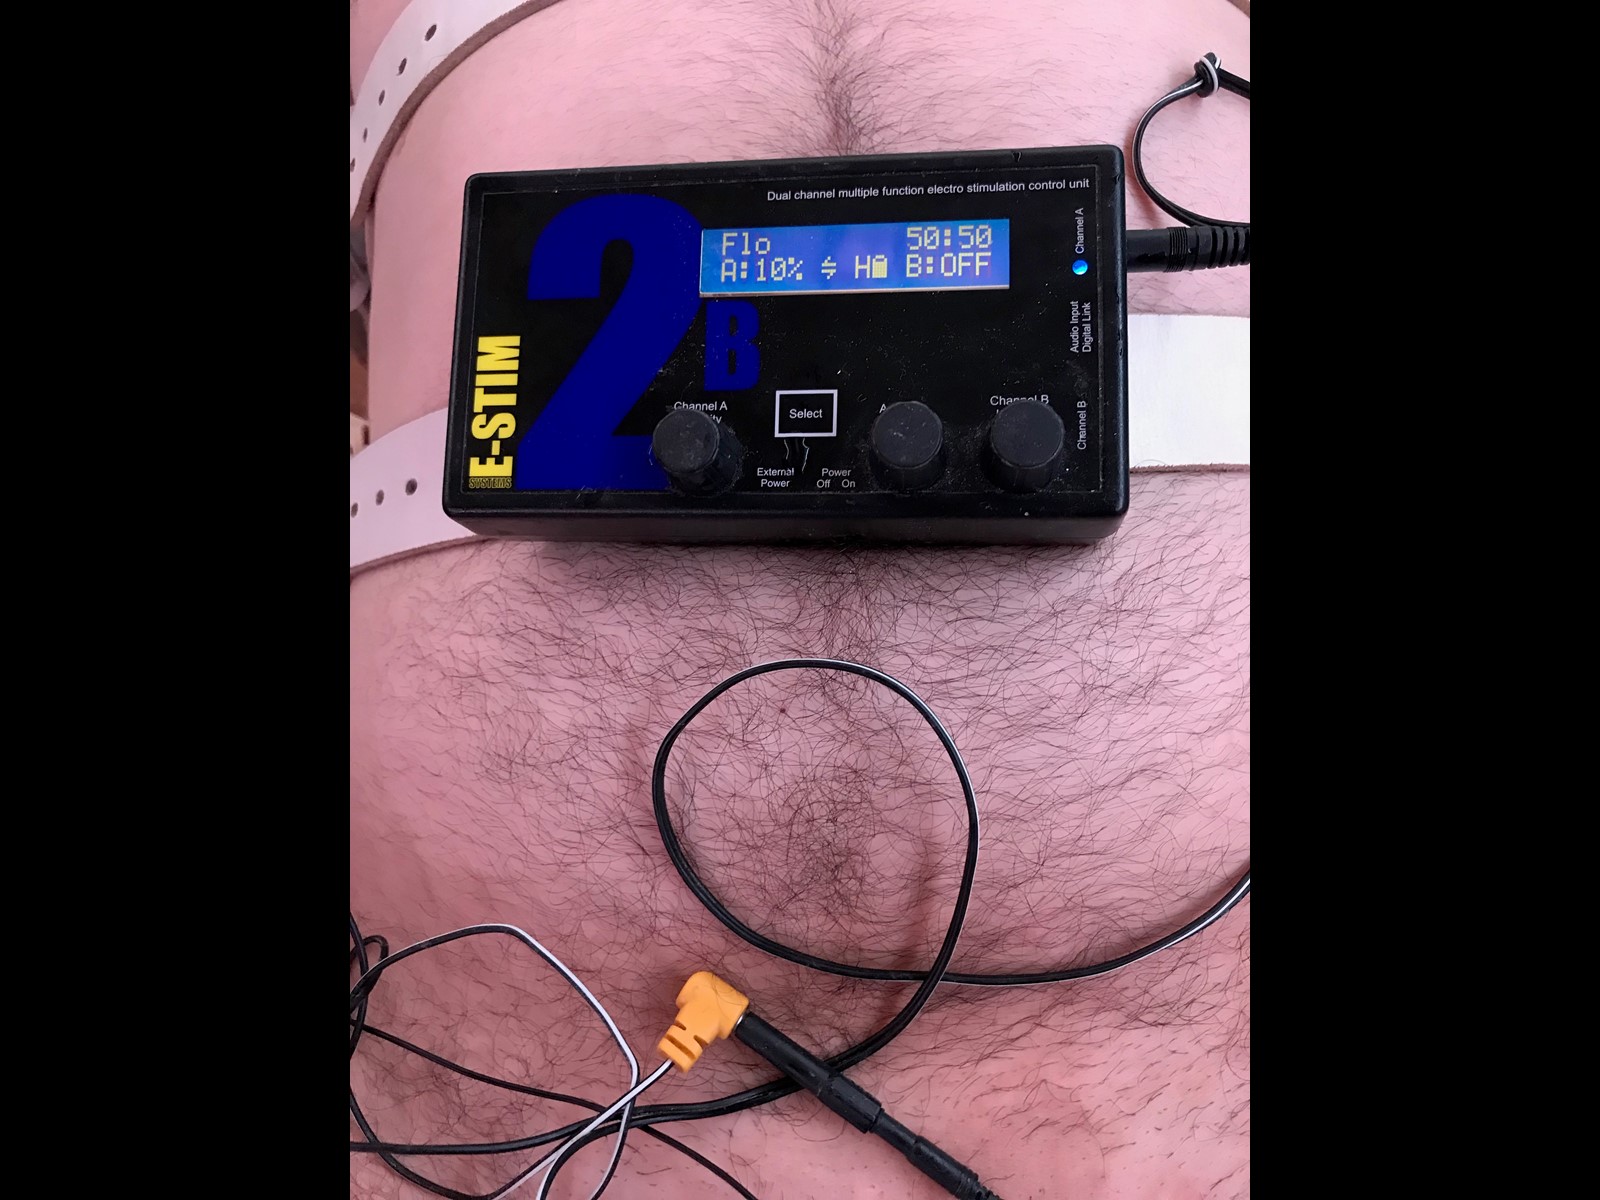 Dual channel multiple function electro stimulation control unit
Flo 50:50
A:10% H B:OFF
Channel A
Audio Input
Digital Link
Channel B
2
B
E-STIM
SYSTEMS
Channel A
Select
Channel B
External
Power
Power
Off On